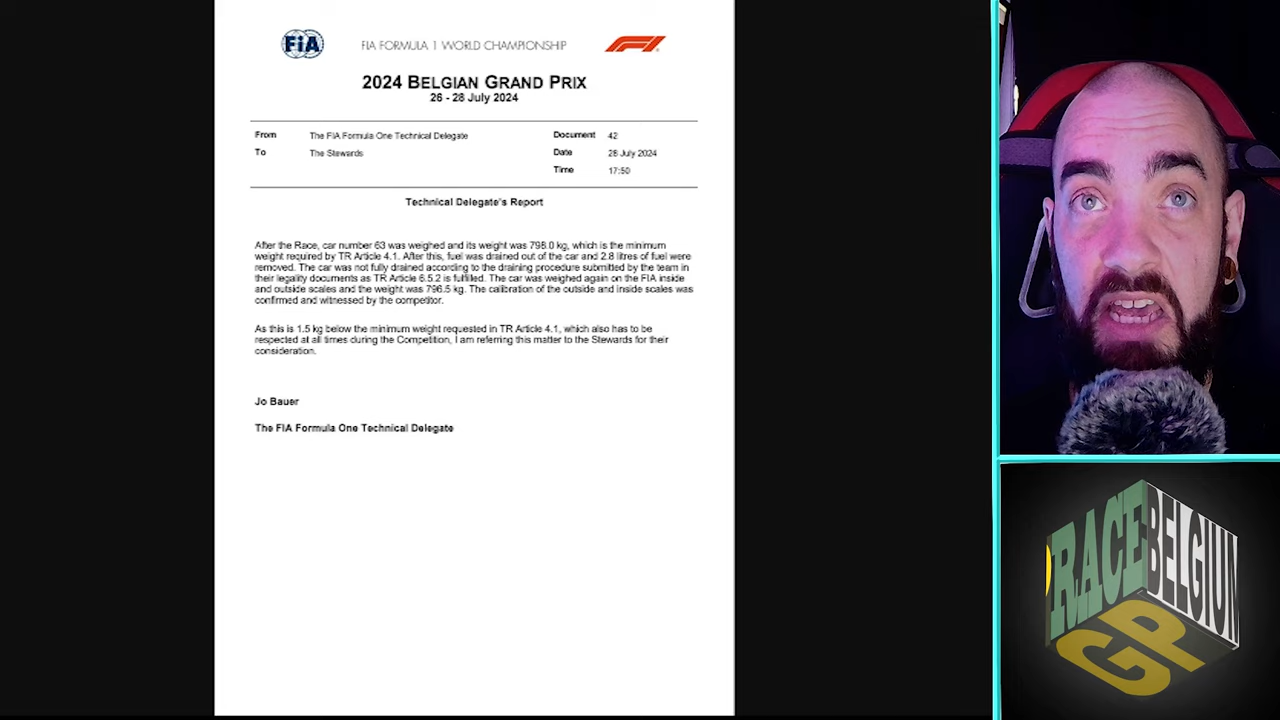 FiA
FIA FORMULA 1 WORLD CHAMPIONSHIP
F1
2024 BELGIAN GRAND PRIX
26 - 28 July 2024
From The FIA Formula One Technical Delegate Document 42
To The Stewards Date 28 July 2024
Time 17:50
Technical Delegate's Report
After the Race, car number 63 was weighed and its weight was 798.0 kg, which is the minimum
weight required by TR Article 4.1. After this, fuel was drained out of the car and 2.8 litres of fuel were
removed. The car was not fully drained according to the draining procedure submitted by the team in
their legality documents as TR Article 6.5.2 is fulfilled. The car was weighed again on the FIA inside
and outside scales and the weight was 796.5 kg. The calibration of the outside and inside scales was
confirmed and witnessed by the competitor.
As this is 1.5 kg below the minimum weight requested in TR Article 4.1, which also has to be
respected at all times during the Competition, I am referring this matter to the Stewards for their
consideration.
Jo Bauer
The FIA Formula One Technical Delegate
RACE
BELGIUM
GP